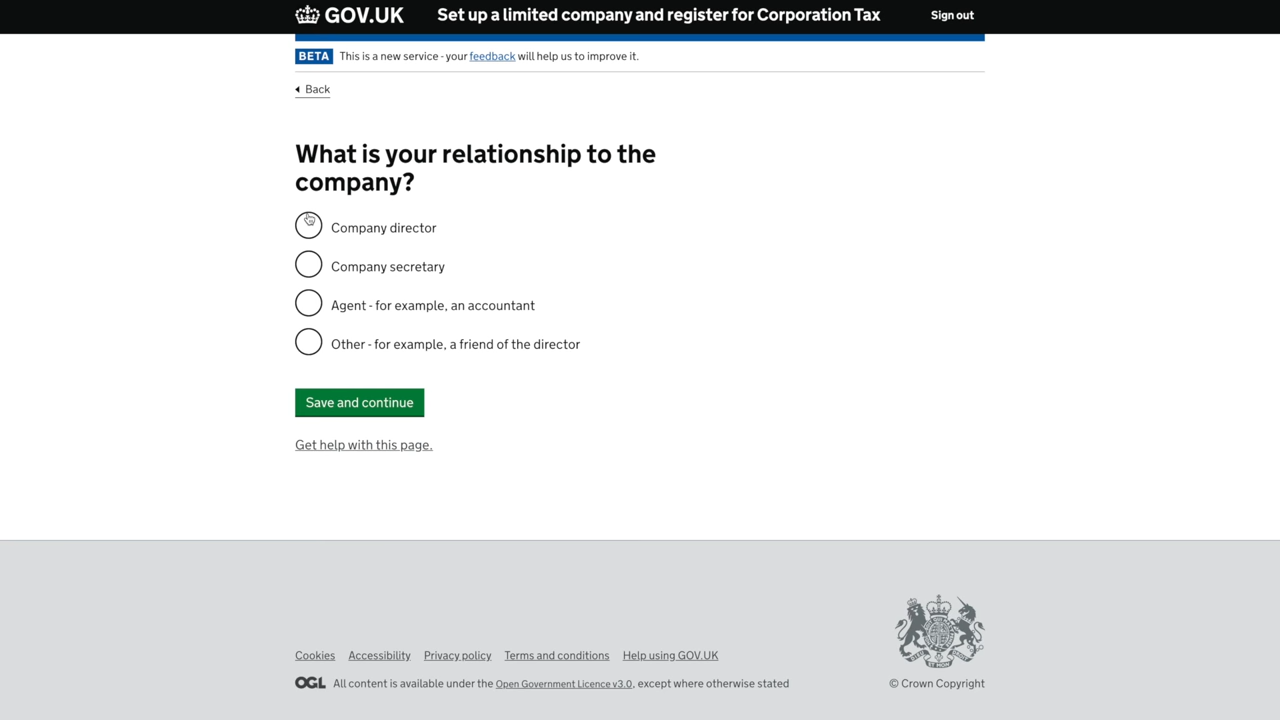 GOV.UK Set up a limited company and register for Corporation Tax Sign out
BETA This is a new service - your feedback will help us to improve it.
Back
What is your relationship to the
company?
Company director
Company secretary
Agent - for example, an accountant
Other - for example, a friend of the director
Save and continue
Get help with this page.
Cookies Accessibility Privacy policy Terms and conditions Help using GOV.UK
OGL All content is available under the Open Government Licence v3.0, except where otherwise stated © Crown Copyright